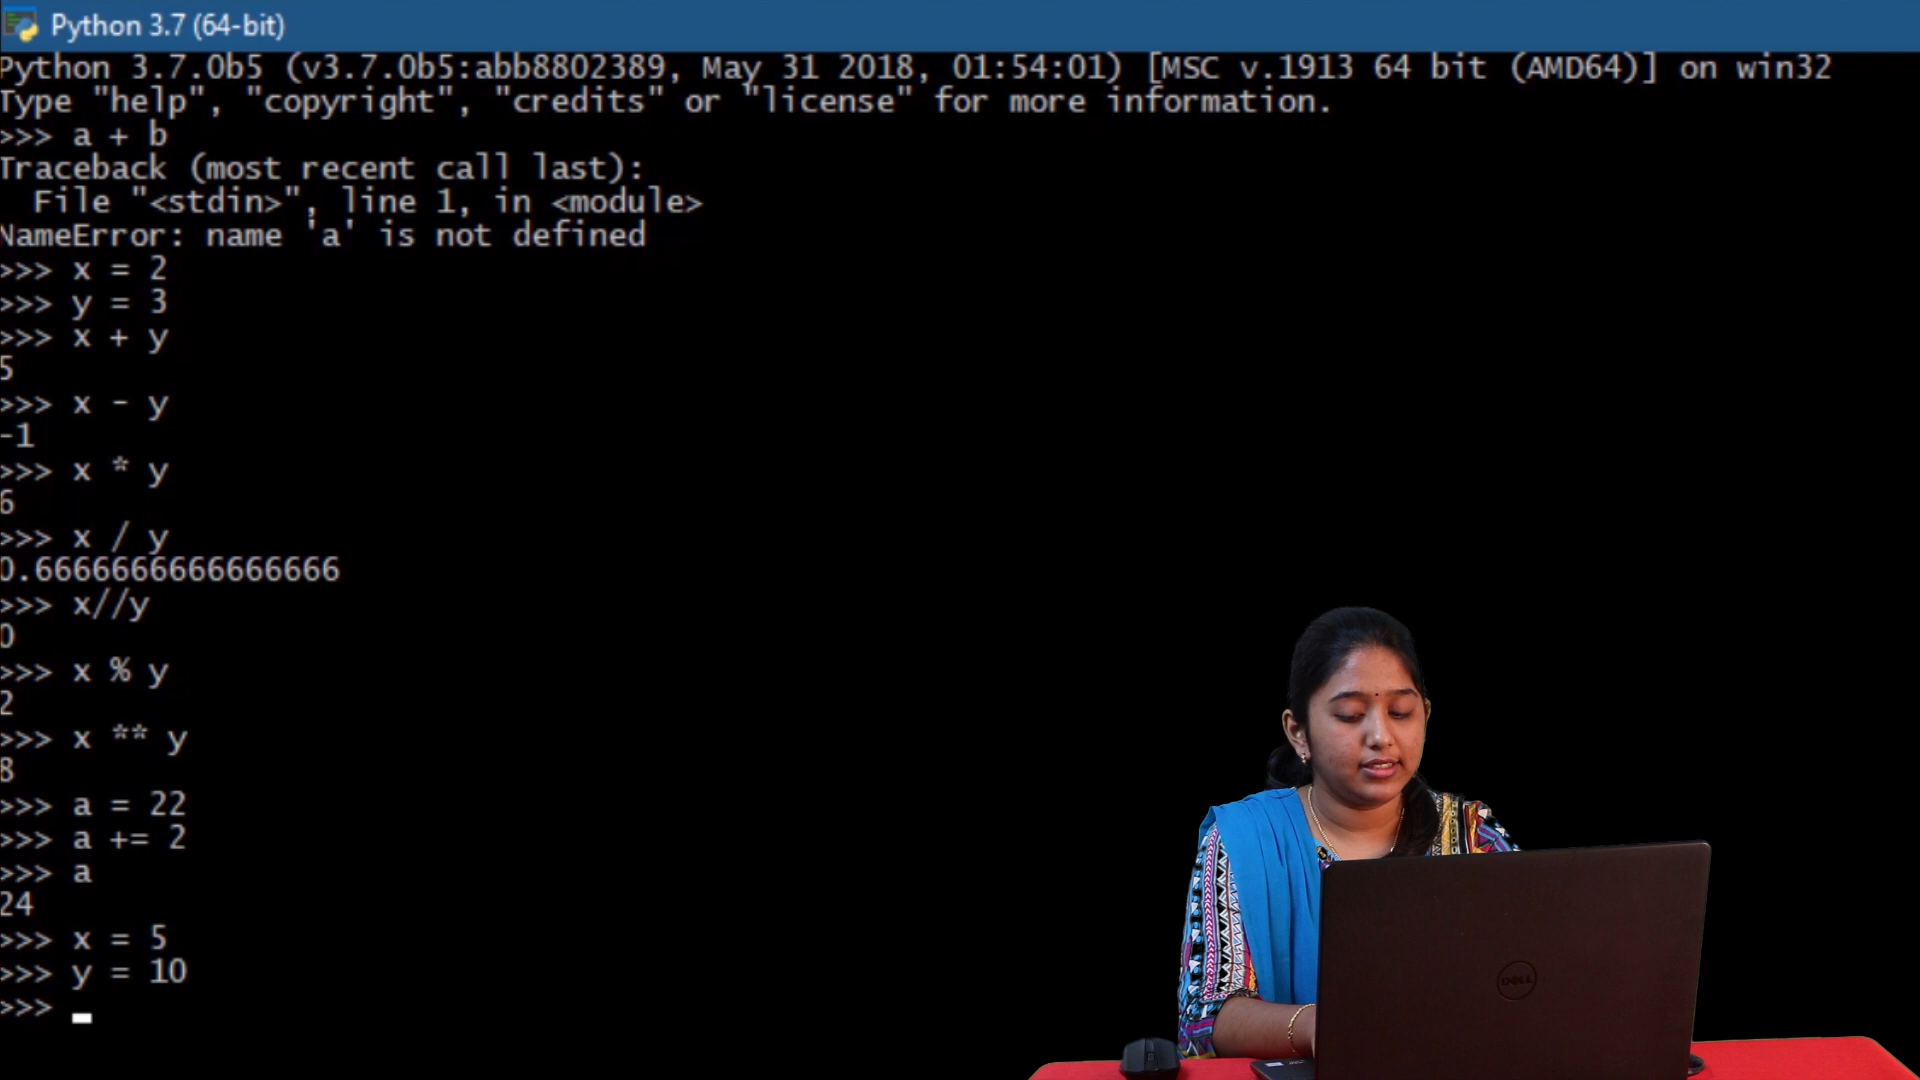 Python 3.7 (64-bit)
Python 3.7.0b5 (v3.7.0b5:abb8802389, May 31 2018, 01:54:01) [MSC v.1913 64 bit (AMD64)] on win32
Type "help", "copyright", "credits" or "license" for more information.
>>> a + b
Traceback (most recent call last):
  File "<stdin>", line 1, in <module>
NameError: name 'a' is not defined
>>> x = 2
>>> y = 3
>>> x + y
5
>>> x - y
-1
>>> x * y
6
>>> x / y
0.6666666666666666
>>> x//y
0
>>> x % y
2
>>> x ** y
8
>>> a = 22
>>> a += 2
>>> a
24
>>> x = 5
>>> y = 10
>>>
DELL